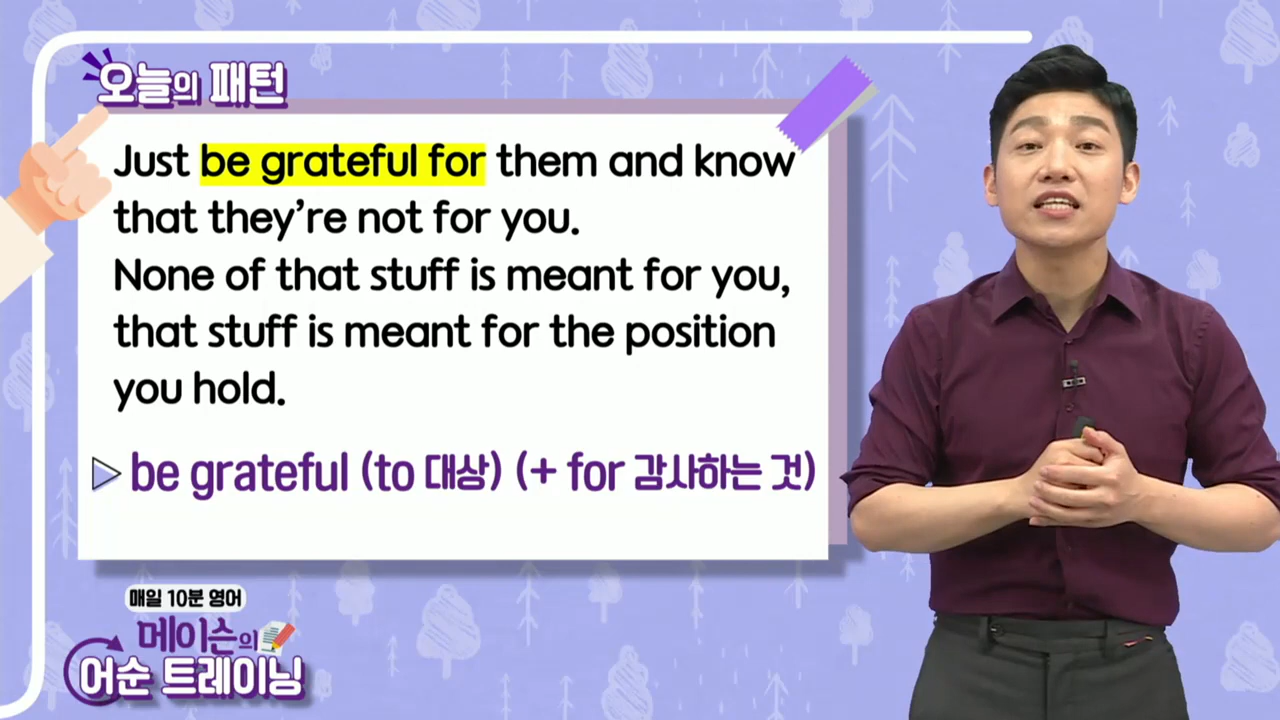 오늘의 패턴
Just be grateful for them and know
that they're not for you.
None of that stuff is meant for you,
that stuff is meant for the position
you hold.
be grateful (to 대상) (+ for 감사하는 것)
매일 10분 영어
메이슨의
어순 트레이닝